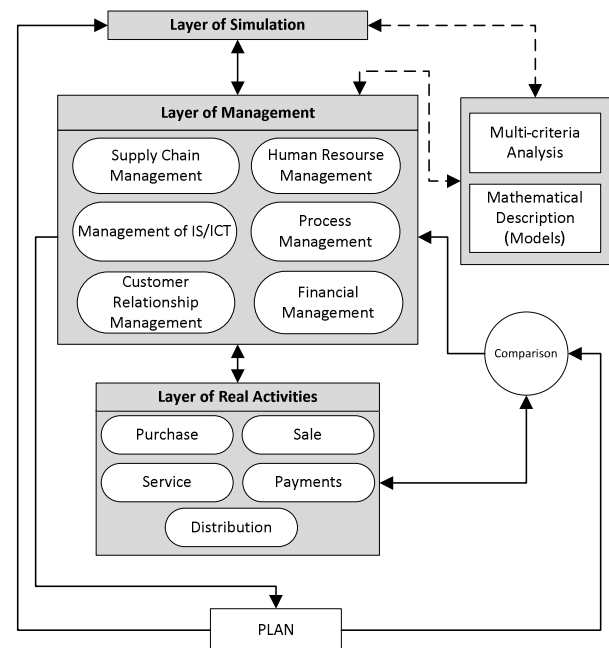 Layer of Simulation
Layer of Management
Supply Chain
Management
Human Resourse
Management
Management of IS/ICT
Process
Management
Customer
Relationship
Management
Financial
Management
Multi-criteria
Analysis
Mathematical
Description
(Models)
Comparison
Layer of Real Activities
Purchase
Sale
Service
Payments
Distribution
PLAN